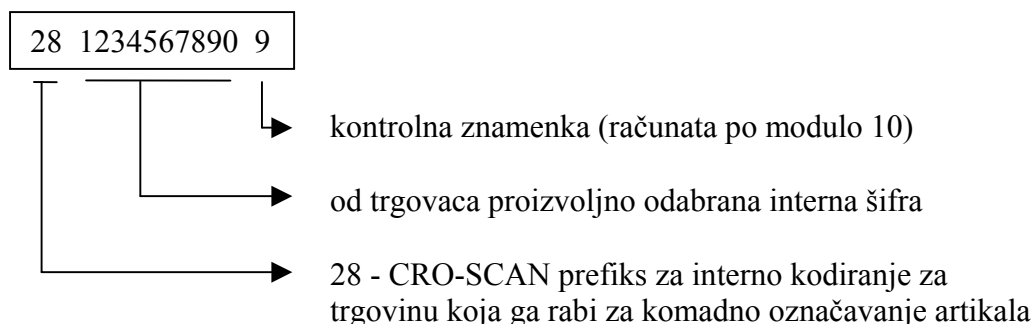 28 1234567890 9
kontrolna znamenka (računata po modulo 10)
od trgovaca proizvoljno odabrana interna šifra
28 - CRO-SCAN prefiks za interno kodiranje za
trgovinu koja ga rabi za komadno označavanje artikala